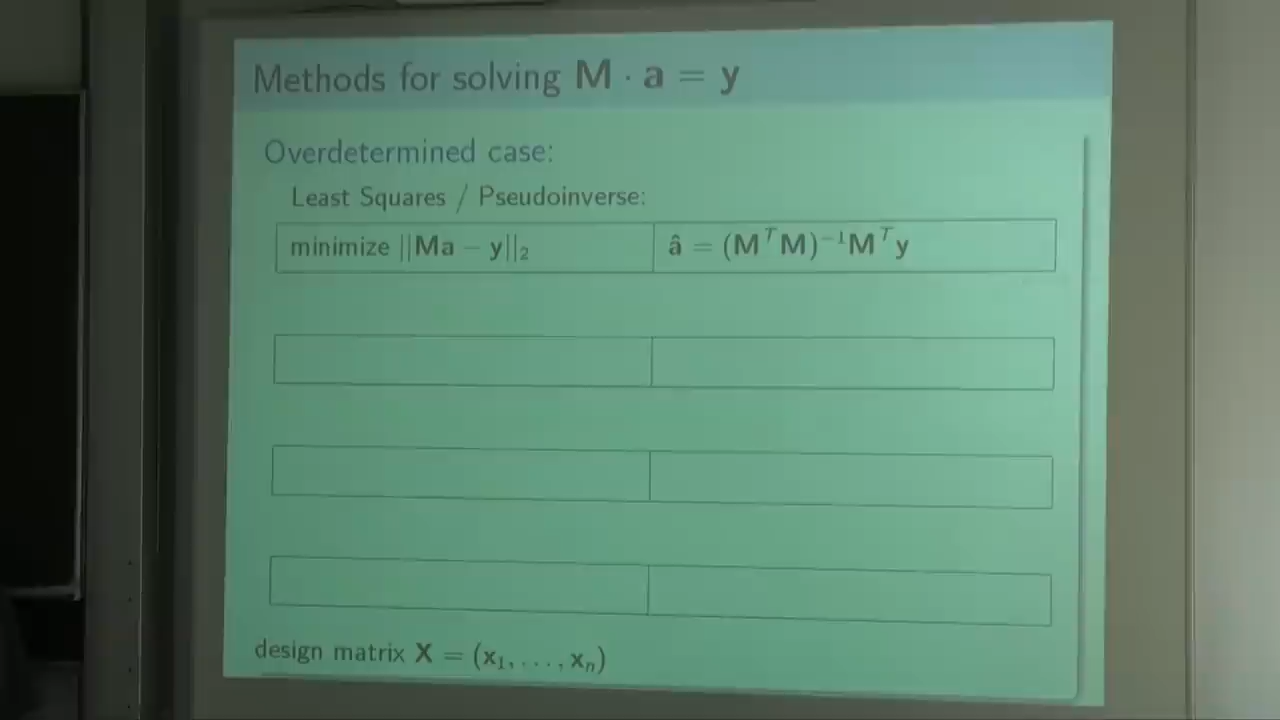 Methods for solving M · a = y
Overdetermined case:
Least Squares / Pseudoinverse:
minimize ||Ma − y||₂
â = (MᵀM)⁻¹Mᵀy
design matrix X = (x₁, . . . , xₙ)